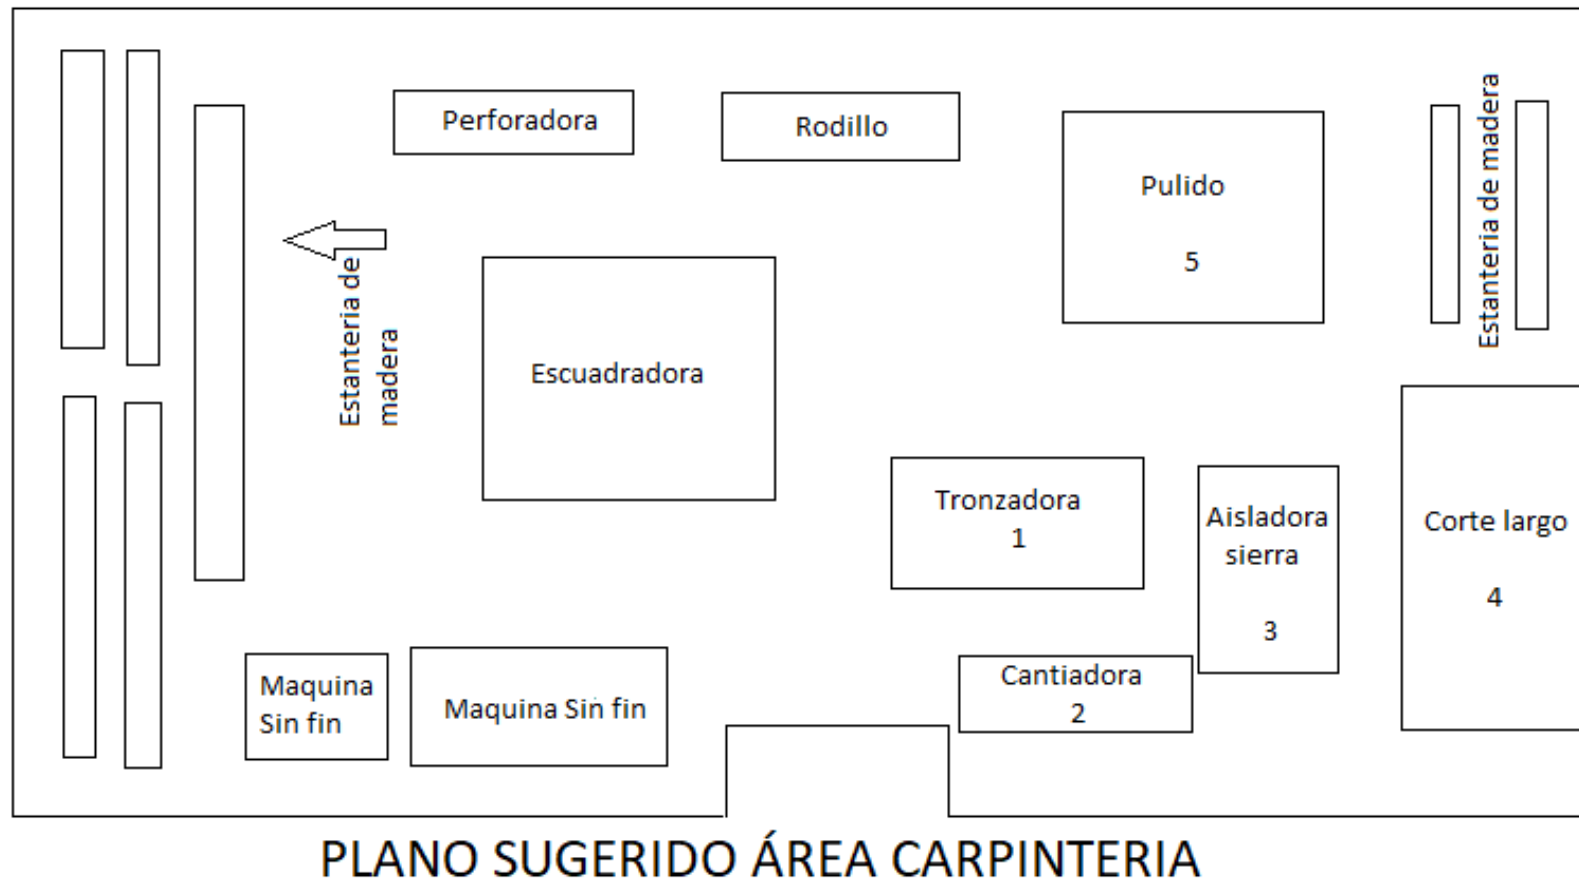 Perforadora
Rodillo
Pulido
5
Estanteria de madera
Estanteria de
madera
Escuadradora
Tronzadora
1
Aisladora
sierra
3
Corte largo
4
Maquina
Sin fin
Maquina Sin fin
Cantiadora
2
PLANO SUGERIDO ÁREA CARPINTERIA